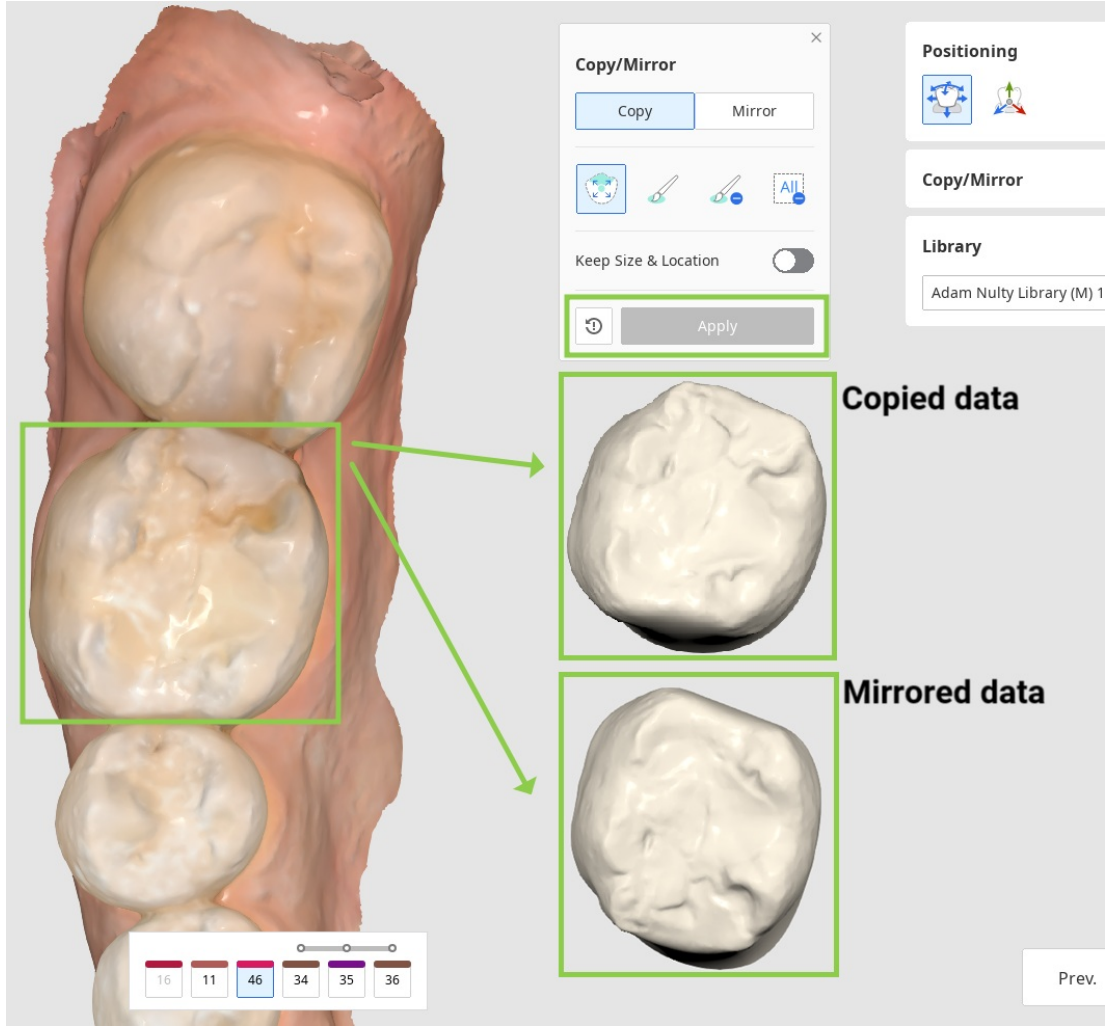 Copy/Mirror
Copy
Mirror
All
Keep Size & Location
Apply
Positioning
Copy/Mirror
Library
Adam Nulty Library (M) 1
Copied data
Mirrored data
16
11
46
34
35
36
Prev.